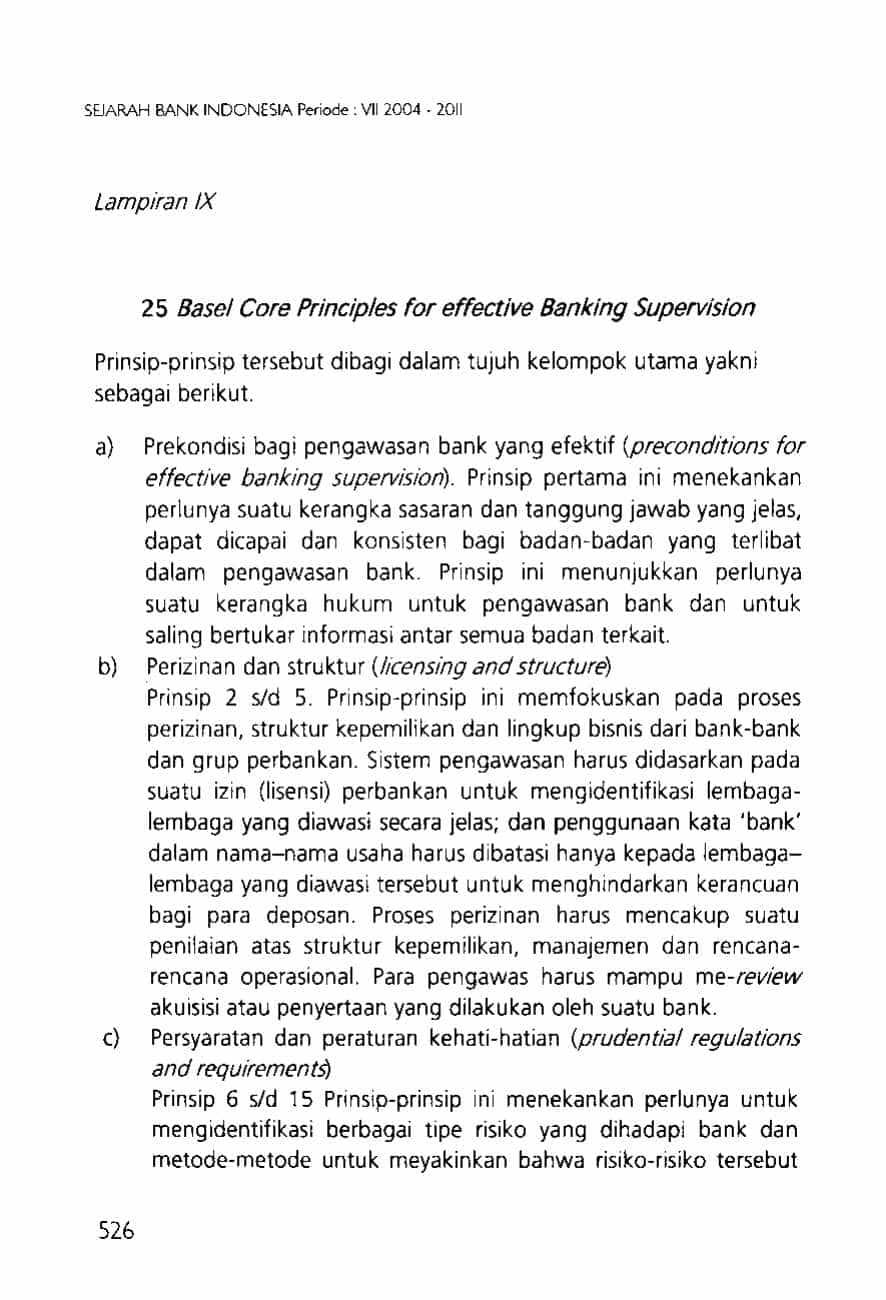 SEJARAH BANK INDONESIA Periode : VII 2004 - 2011
Lampiran IX
25 Basel Core Principles for effective Banking Supervision
Prinsip-prinsip tersebut dibagi dalam tujuh kelompok utama yakni
sebagai berikut.
a) Prekondisi bagi pengawasan bank yang efektif (preconditions for
effective banking supervision). Prinsip pertama ini menekankan
perlunya suatu kerangka sasaran dan tanggung jawab yang jelas,
dapat dicapai dan konsisten bagi badan-badan yang terlibat
dalam pengawasan bank. Prinsip ini menunjukkan perlunya
suatu kerangka hukum untuk pengawasan bank dan untuk
saling bertukar informasi antar semua badan terkait.
b) Perizinan dan struktur (licensing and structure)
Prinsip 2 s/d 5. Prinsip-prinsip ini memfokuskan pada proses
perizinan, struktur kepemilikan dan lingkup bisnis dari bank-bank
dan grup perbankan. Sistem pengawasan harus didasarkan pada
suatu izin (lisensi) perbankan untuk mengidentifikasi lembaga-
lembaga yang diawasi secara jelas; dan penggunaan kata 'bank'
dalam nama–nama usaha harus dibatasi hanya kepada lembaga–
lembaga yang diawasi tersebut untuk menghindarkan kerancuan
bagi para deposan. Proses perizinan harus mencakup suatu
penilaian atas struktur kepemilikan, manajemen dan rencana-
rencana operasional. Para pengawas harus mampu me-review
akuisisi atau penyertaan yang dilakukan oleh suatu bank.
c) Persyaratan dan peraturan kehati-hatian (prudential regulations
and requirements)
Prinsip 6 s/d 15 Prinsip-prinsip ini menekankan perlunya untuk
mengidentifikasi berbagai tipe risiko yang dihadapi bank dan
metode-metode untuk meyakinkan bahwa risiko-risiko tersebut
526